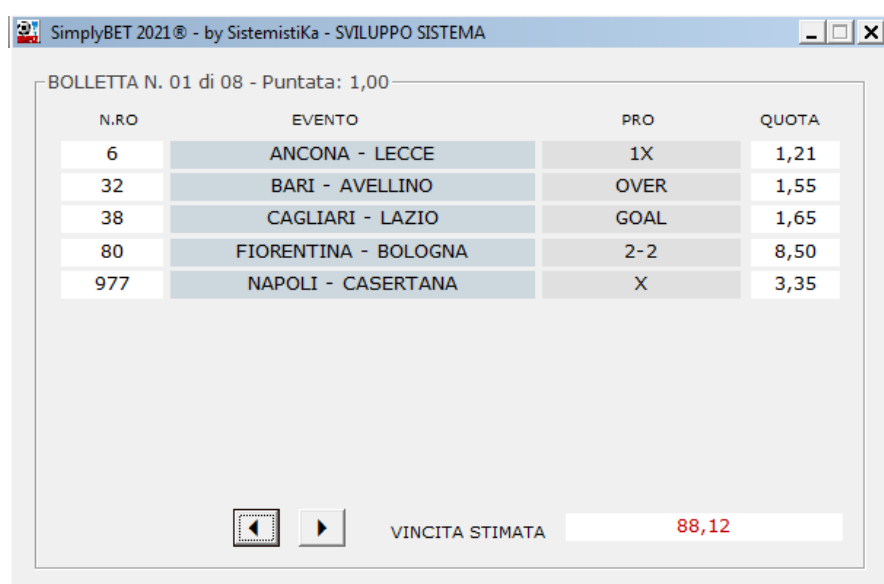 SimplyBET 2021® - by SistemistiKa - SVILUPPO SISTEMA
BOLLETTA N. 01 di 08 - Puntata: 1,00
N.RO EVENTO PRO QUOTA
6 ANCONA - LECCE 1X 1,21
32 BARI - AVELLINO OVER 1,55
38 CAGLIARI - LAZIO GOAL 1,65
80 FIORENTINA - BOLOGNA 2-2 8,50
977 NAPOLI - CASERTANA X 3,35
VINCITA STIMATA 88,12